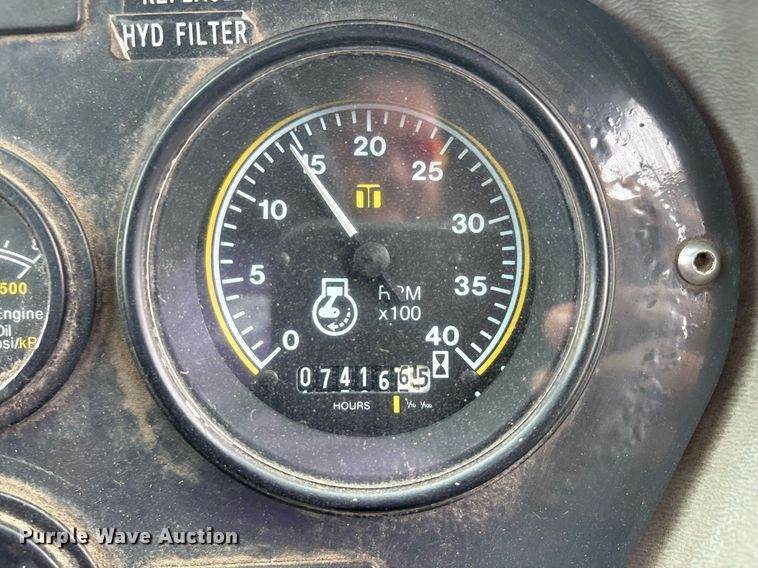 HYD FILTER
0
5
10
15
20
25
30
35
40
RPM
x100
0741665
HOURS 1/10 1/100
500
Engine
Oil
psi/kP
Purple Wave Auction